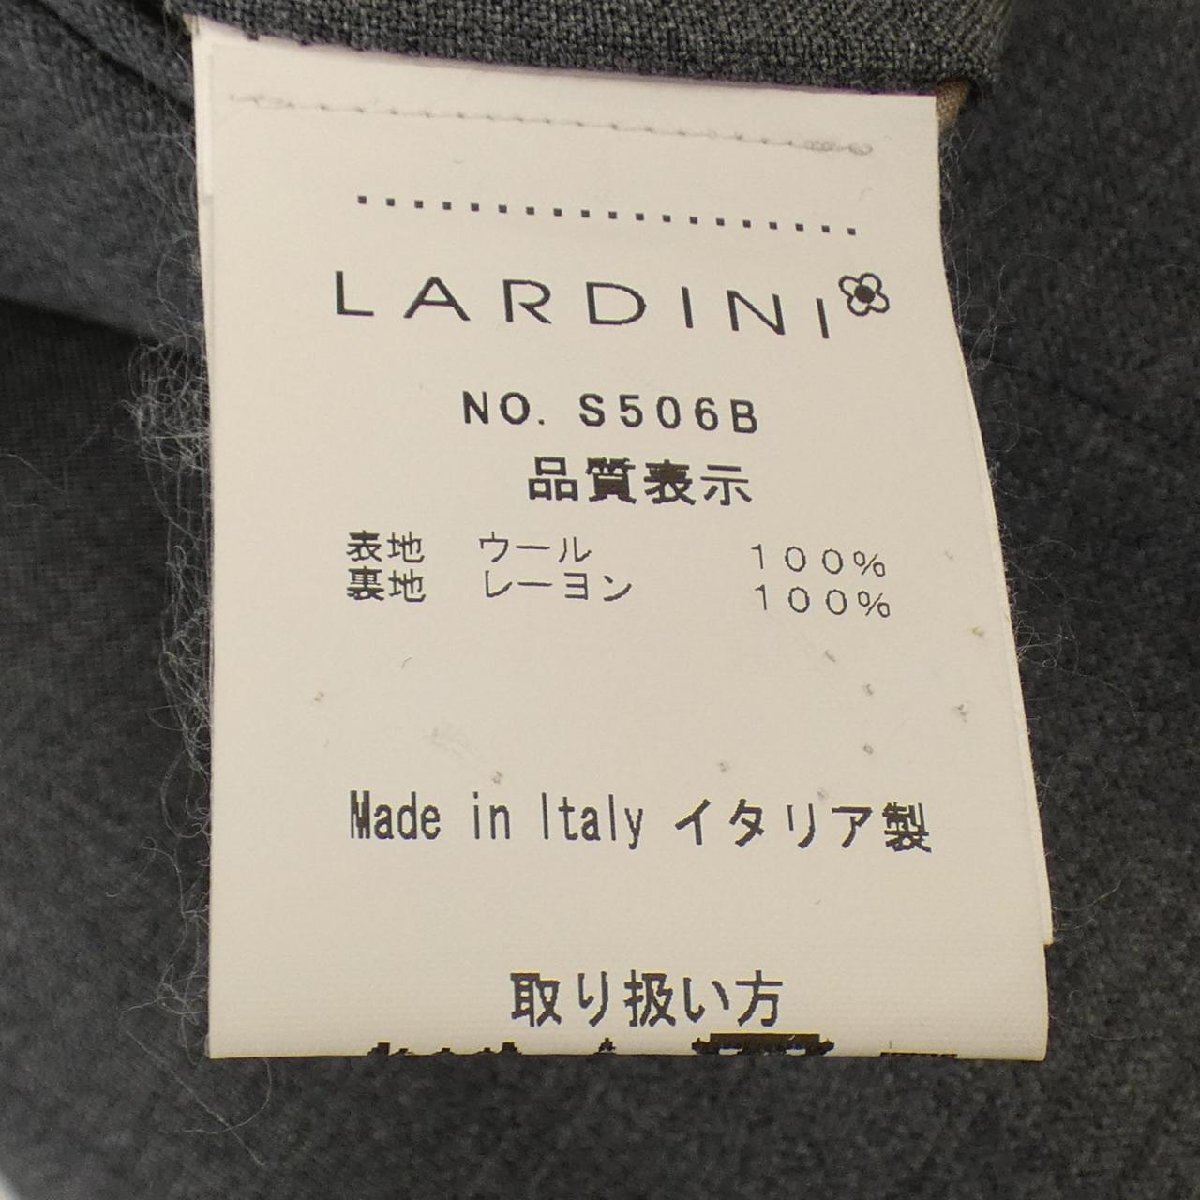 LARDINI
NO. S506B
品質表示
表地 ウール 100%
裏地 レーヨン 100%
Made in Italy イタリア製
取り扱い方